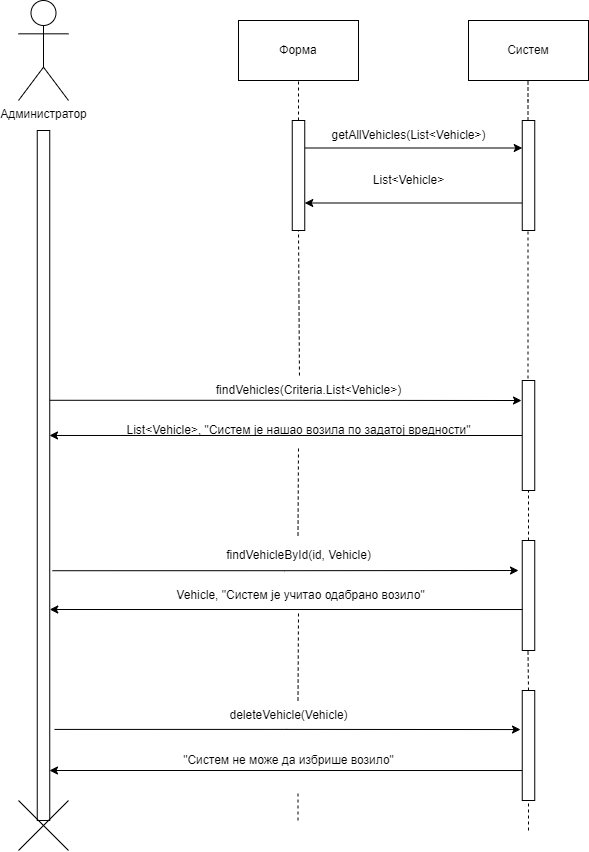 Форма
Систем
Администратор
getAllVehicles(List<Vehicle>)
List<Vehicle>
findVehicles(Criteria.List<Vehicle>)
List<Vehicle>, "Систем је нашао возила по задатој вредности"
findVehicleById(id, Vehicle)
Vehicle, "Систем је учитао одабрано возило"
deleteVehicle(Vehicle)
"Систем не може да избрише возило"